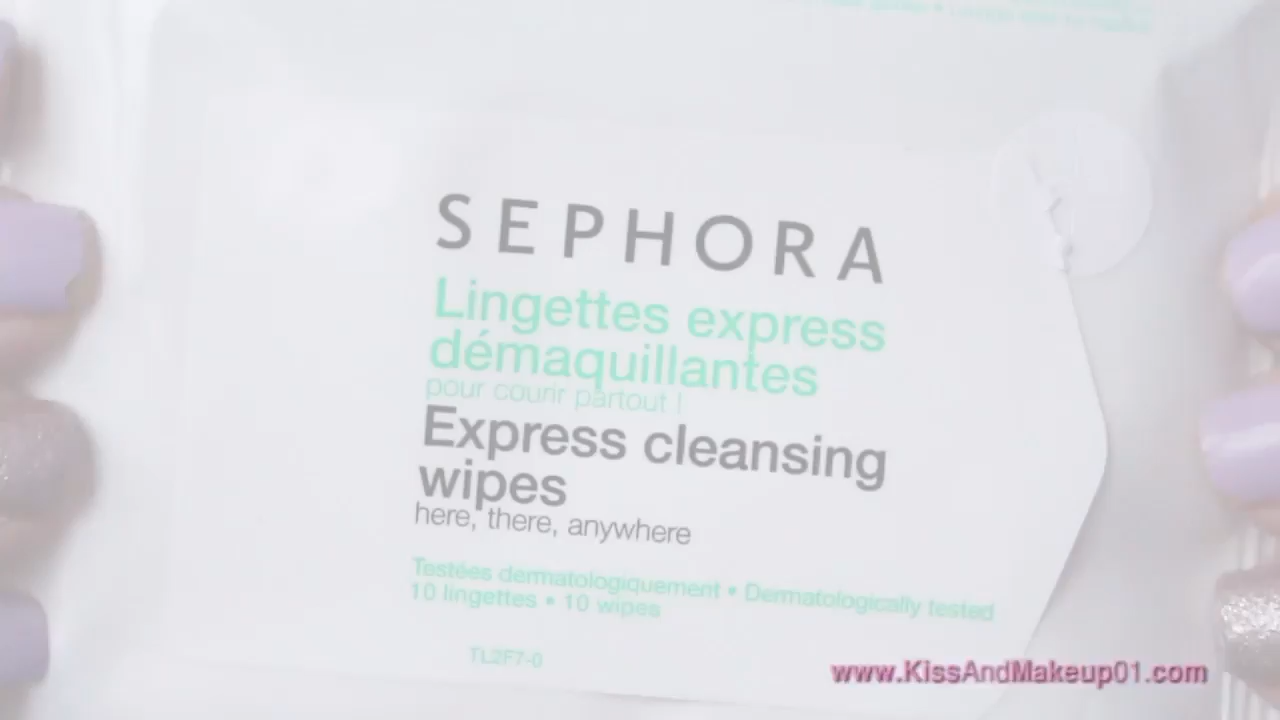 SEPHORA
Lingettes express
démaquillantes
pour courir partout !
Express cleansing
wipes
here, there, anywhere
Testées dermatologiquement • Dermatologically tested
10 lingettes • 10 wipes
TL2F7-0
www.KissAndMakeup01.com